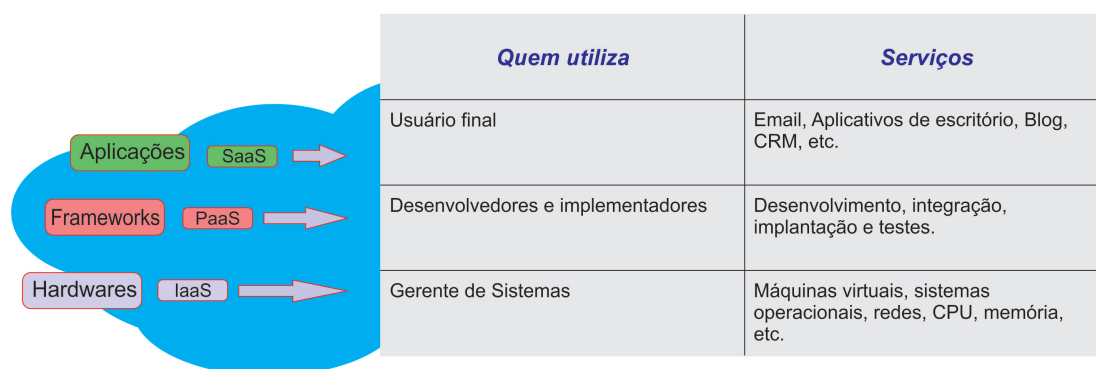 Quem utiliza
Serviços
Aplicações
SaaS
Usuário final
Email, Aplicativos de escritório, Blog,
CRM, etc.
Frameworks
PaaS
Desenvolvedores e implementadores
Desenvolvimento, integração,
implantação e testes.
Hardwares
IaaS
Gerente de Sistemas
Máquinas virtuais, sistemas
operacionais, redes, CPU, memória,
etc.